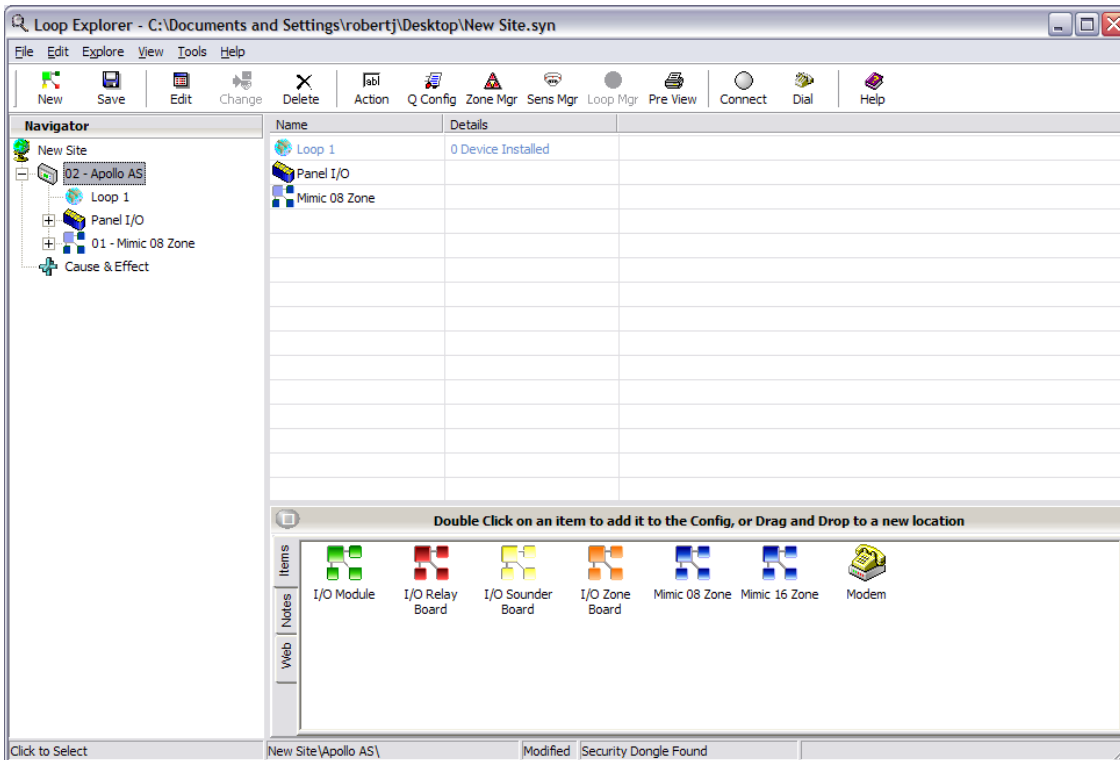 Loop Explorer - C:\Documents and Settings\robertj\Desktop\New Site.syn
File Edit Explore View Tools Help
New Save Edit Change Delete Action Q Config Zone Mgr Sens Mgr Loop Mgr Pre View Connect Dial Help
abl
Navigator
New Site
02 - Apollo AS
Loop 1
Panel I/O
01 - Mimic 08 Zone
Cause & Effect
Name Details
Loop 1 0 Device Installed
Panel I/O
Mimic 08 Zone
Double Click on an item to add it to the Config, or Drag and Drop to a new location
Items
Notes
Web
I/O Module I/O Relay I/O Sounder I/O Zone Mimic 08 Zone Mimic 16 Zone Modem
Board Board Board
Click to Select New Site\Apollo AS\ Modified Security Dongle Found